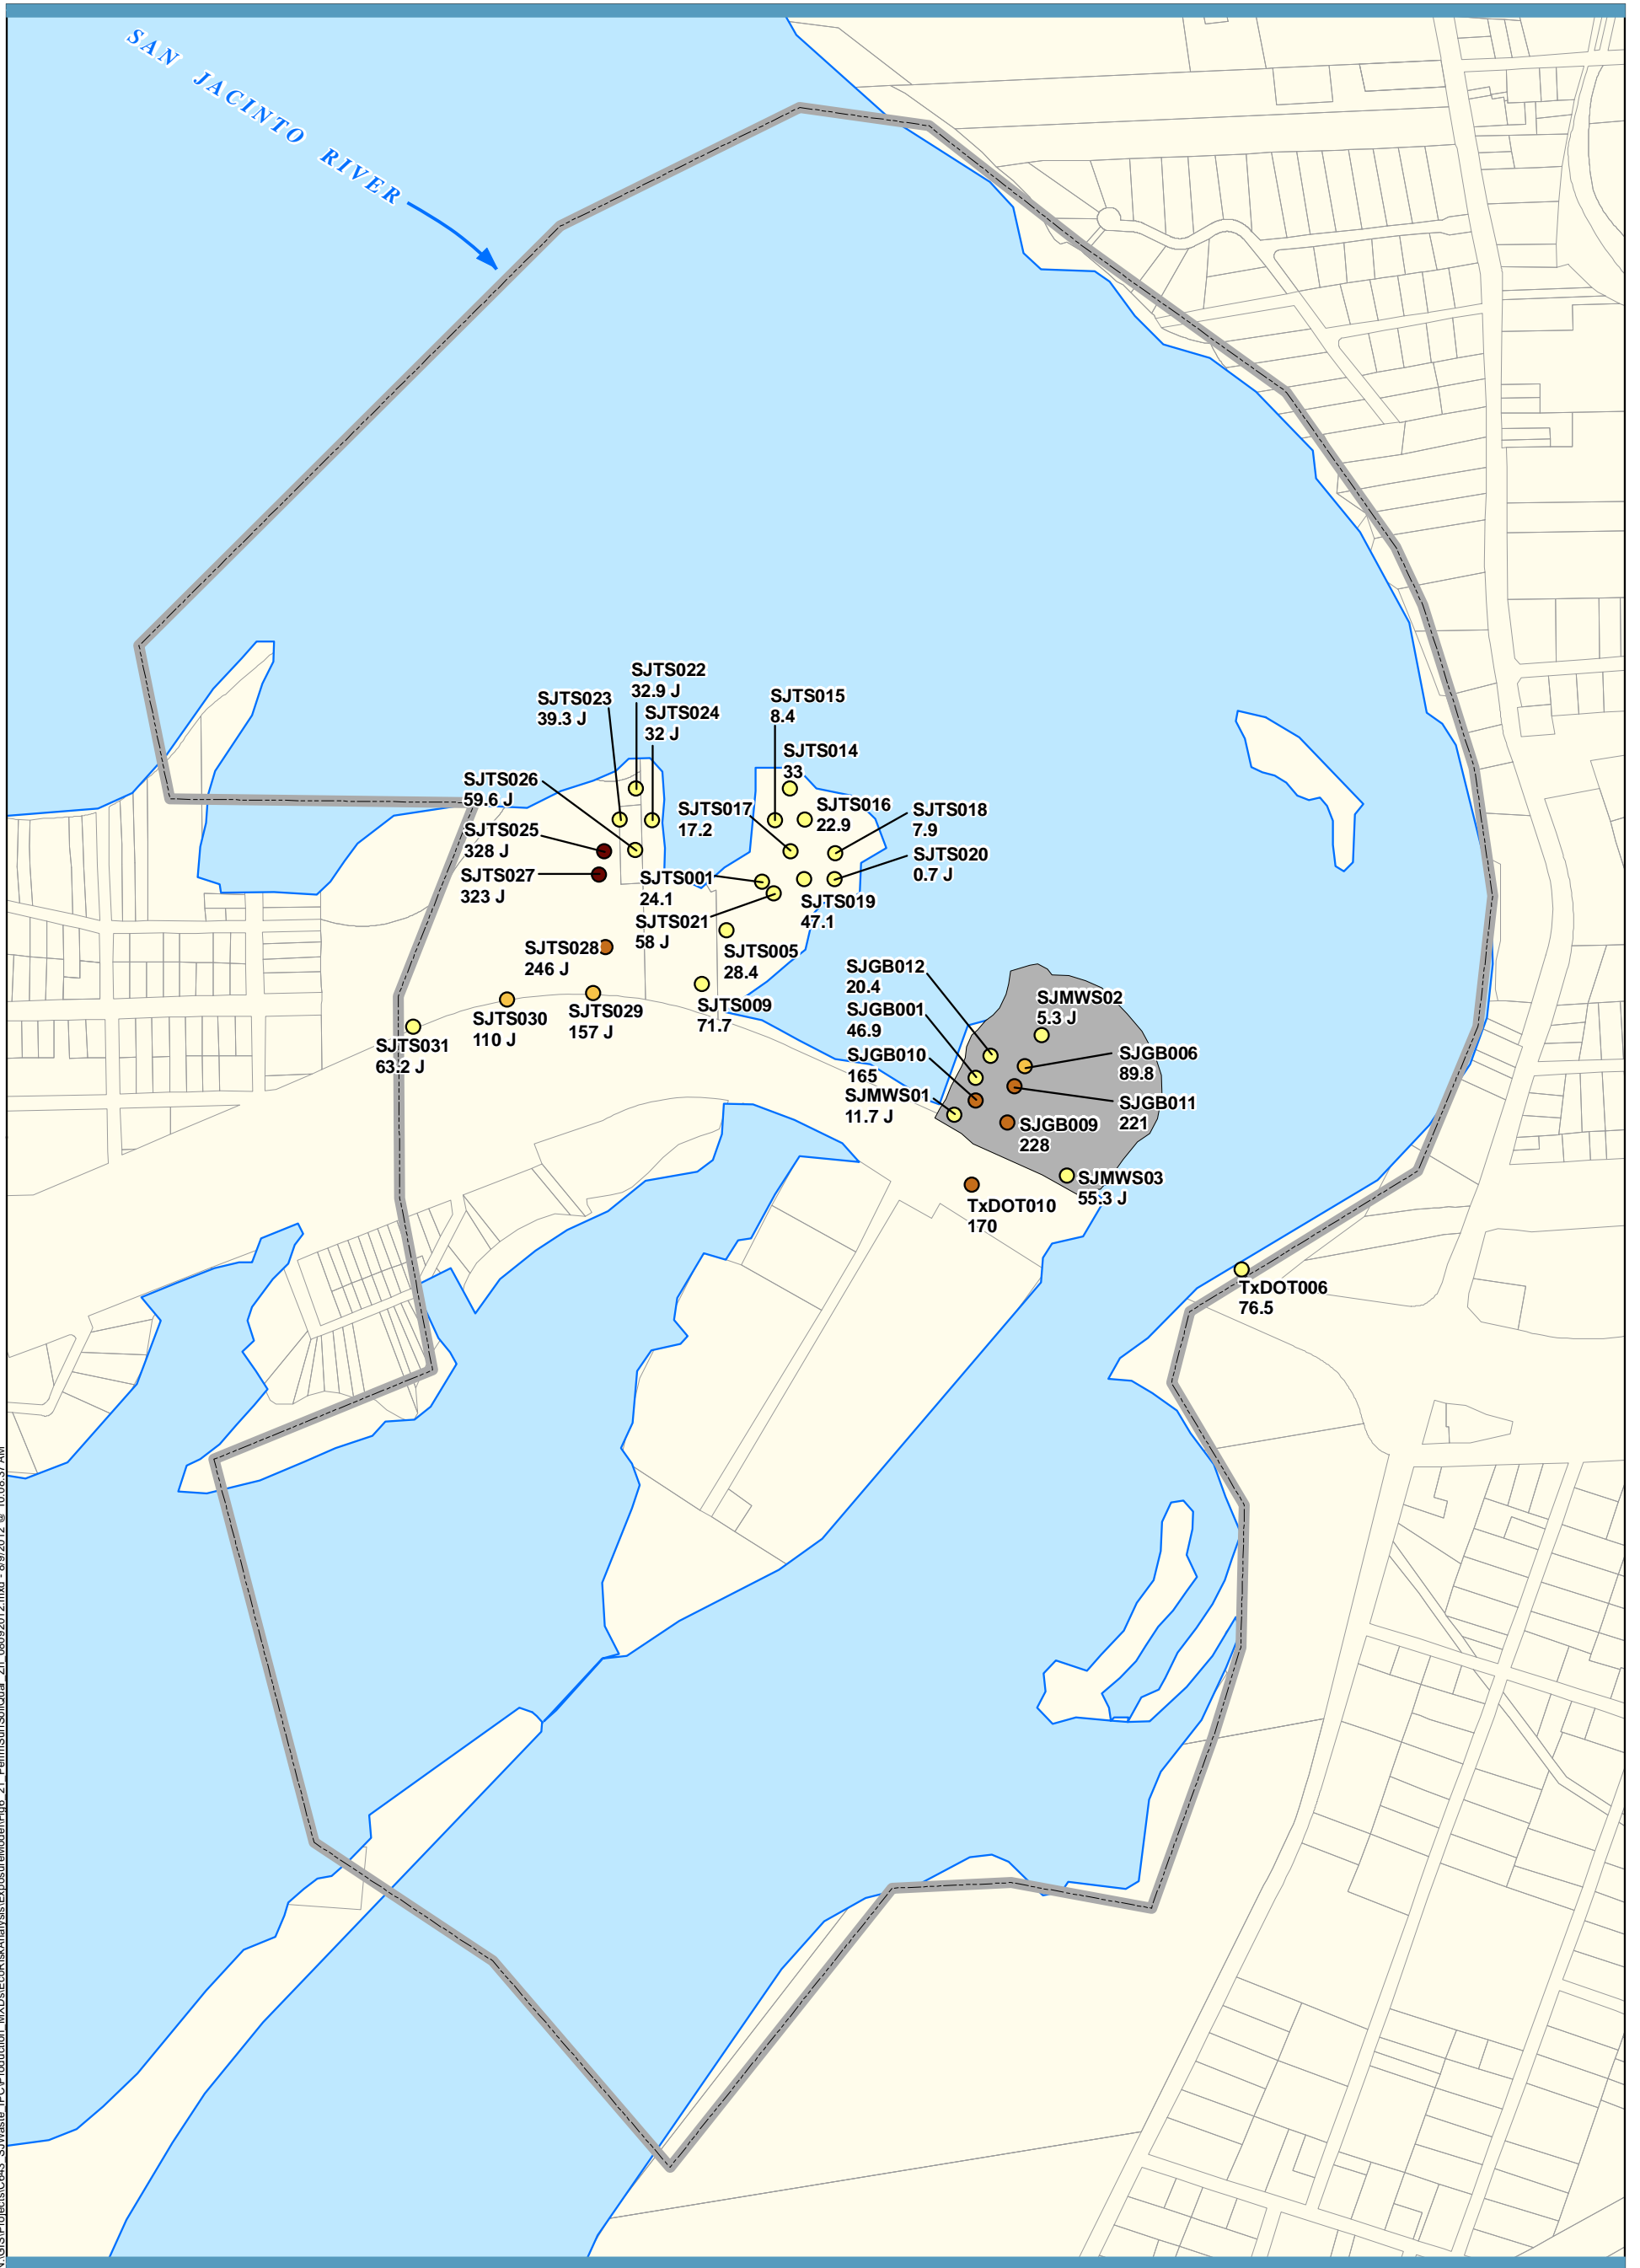 SAN JACINTO RIVER
SJTS022
32.9 J
SJTS023
39.3 J
SJTS024
32 J
SJTS015
8.4
SJTS014
33
SJTS026
59.6 J
SJTS017
17.2
SJTS016
22.9
SJTS018
7.9
SJTS025
328 J
SJTS020
0.7 J
SJTS027
323 J
SJTS001
24.1
SJTS019
47.1
SJTS021
58 J
SJTS028
246 J
SJTS005
28.4
SJTS009
71.7
SJTS029
157 J
SJTS030
110 J
SJTS031
63.2 J
SJGB012
20.4
SJMWS02
5.3 J
SJGB001
46.9
SJGB010
165
SJGB006
89.8
SJMWS01
11.7 J
SJGB011
221
SJGB009
228
SJMWS03
55.3 J
TxDOT010
170
TxDOT006
76.5